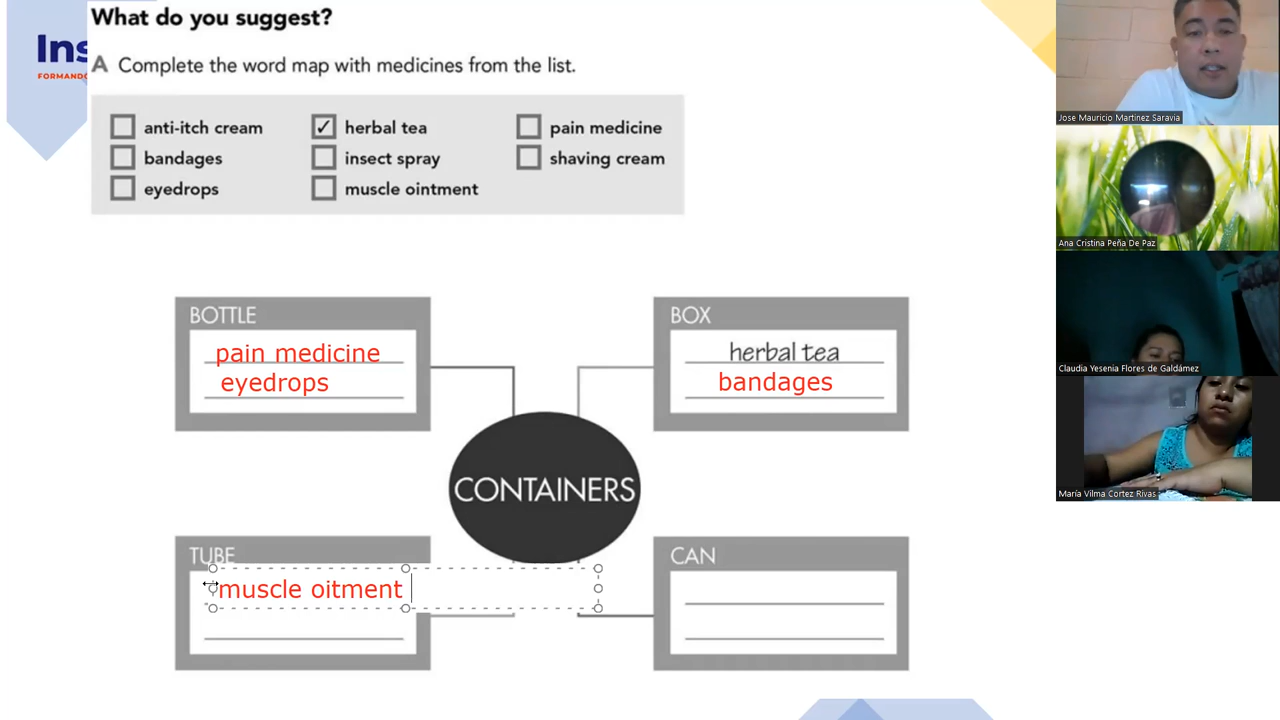 What do you suggest?
Ins
FORMANDO
A Complete the word map with medicines from the list.
anti-itch cream
herbal tea
pain medicine
bandages
insect spray
shaving cream
eyedrops
muscle ointment
BOTTLE
pain medicine
eyedrops
BOX
herbal tea
bandages
CONTAINERS
TUBE
muscle oitment
CAN
Jose Mauricio Martinez Saravia
Ana Cristina Peña De Paz
Claudia Yesenia Flores de Galdámez
María Vilma Cortez Rivas